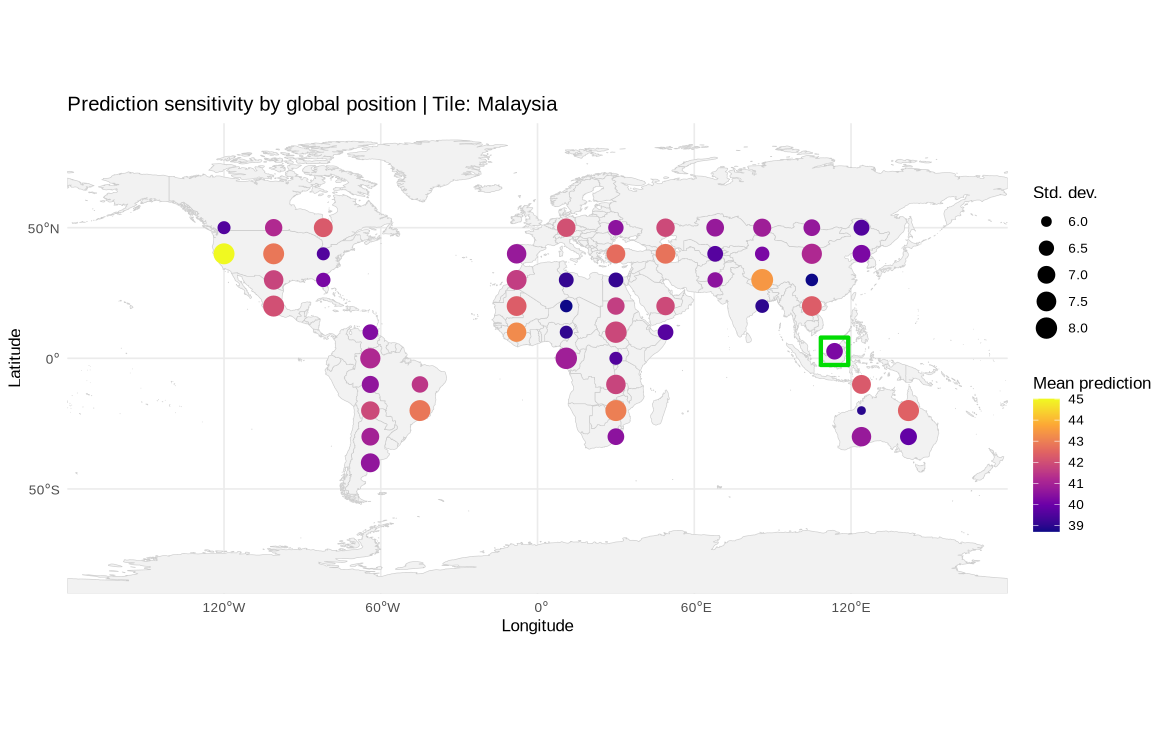 Prediction sensitivity by global position | Tile: Malaysia
Std. dev.
6.0
6.5
7.0
7.5
8.0
Mean prediction
45
44
43
42
41
40
39
50°N
0°
50°S
Latitude
120°W
60°W
0°
60°E
120°E
Longitude